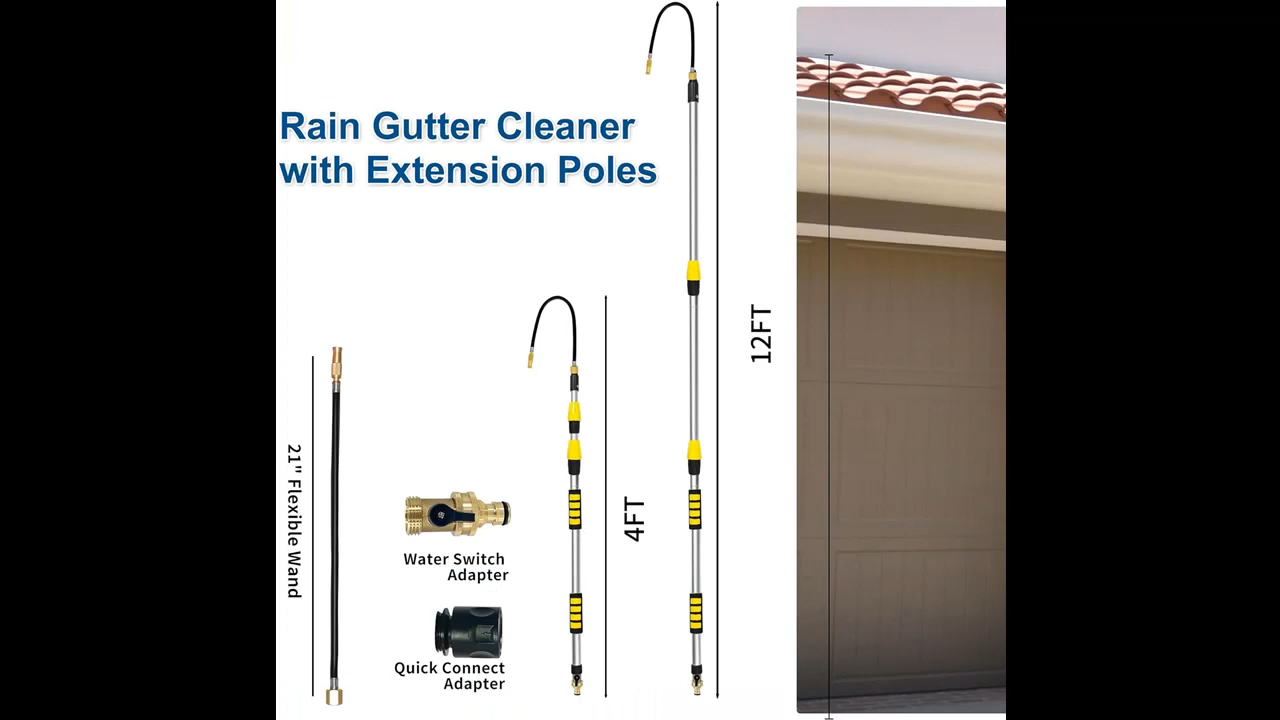 Rain Gutter Cleaner
with Extension Poles
21" Flexible Wand
Water Switch
Adapter
Quick Connect
Adapter
4FT
12FT